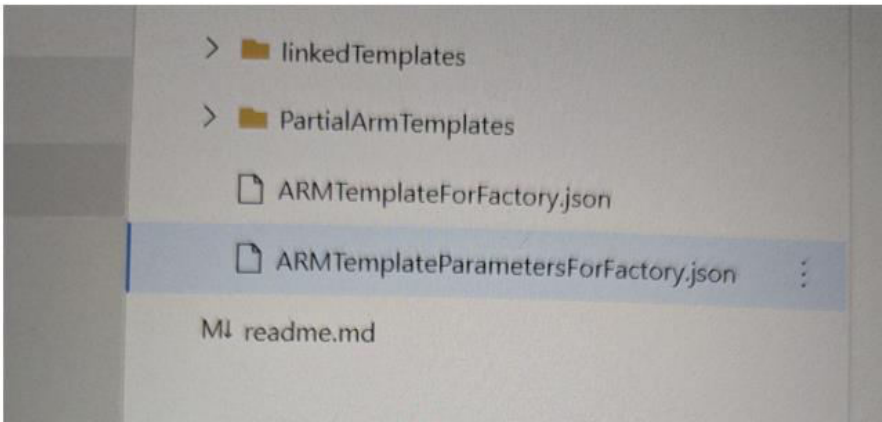 linkedTemplates
PartialArmTemplates
ARMTemplateForFactory.json
ARMTemplateParametersForFactory.json
M↓ readme.md